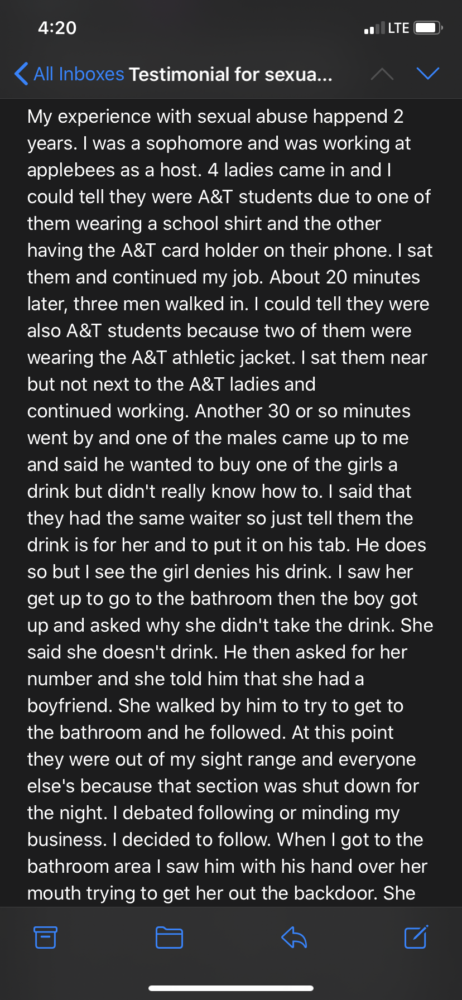 4:20
LTE
All Inboxes Testimonial for sexua...
My experience with sexual abuse happend 2
years. I was a sophomore and was working at
applebees as a host. 4 ladies came in and I
could tell they were A&T students due to one of
them wearing a school shirt and the other
having the A&T card holder on their phone. I sat
them and continued my job. About 20 minutes
later, three men walked in. I could tell they were
also A&T students because two of them were
wearing the A&T athletic jacket. I sat them near
but not next to the A&T ladies and
continued working. Another 30 or so minutes
went by and one of the males came up to me
and said he wanted to buy one of the girls a
drink but didn't really know how to. I said that
they had the same waiter so just tell them the
drink is for her and to put it on his tab. He does
so but I see the girl denies his drink. I saw her
get up to go to the bathroom then the boy got
up and asked why she didn't take the drink. She
said she doesn't drink. He then asked for her
number and she told him that she had a
boyfriend. She walked by him to try to get to
the bathroom and he followed. At this point
they were out of my sight range and everyone
else's because that section was shut down for
the night. I debated following or minding my
business. I decided to follow. When I got to the
bathroom area I saw him with his hand over her
mouth trying to get her out the backdoor. She